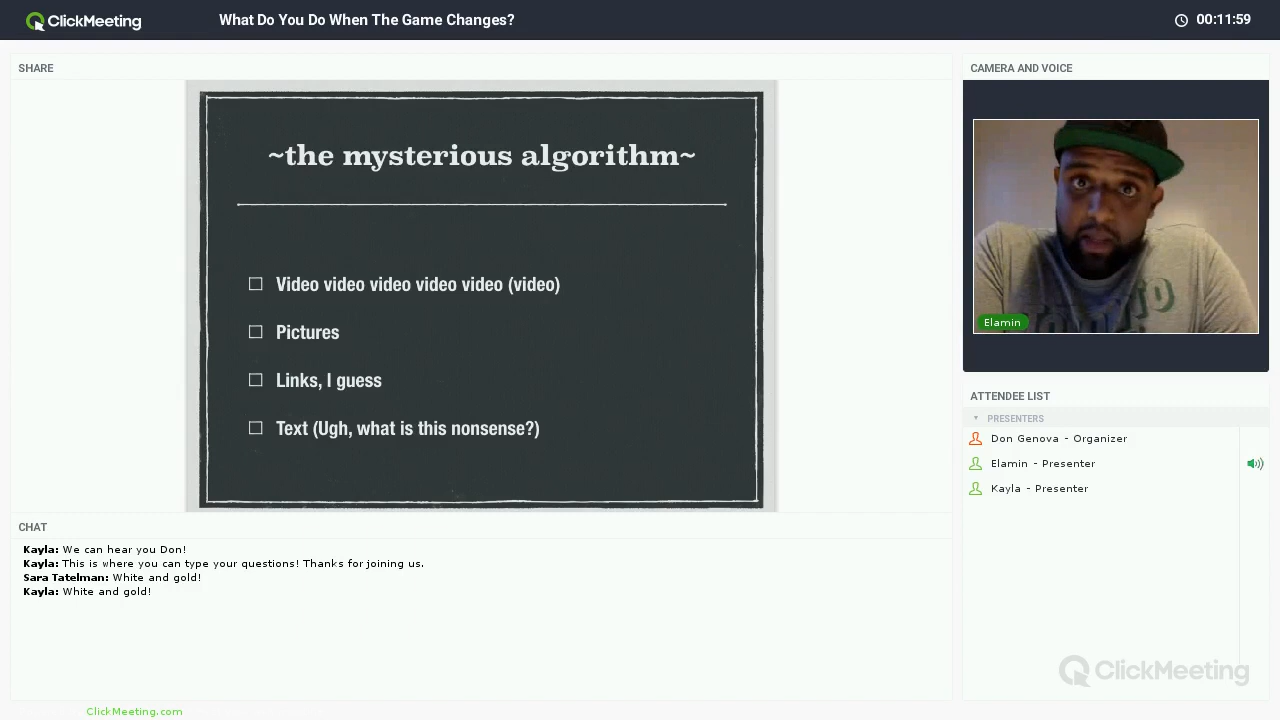 ClickMeeting
What Do You Do When The Game Changes?
00:11:59
SHARE
~the mysterious algorithm~
Video video video video video (video)
Pictures
Links, I guess
Text (Ugh, what is this nonsense?)
CHAT
Kayla: We can hear you Don!
Kayla: This is where you can type your questions! Thanks for joining us.
Sara Tatelman: White and gold!
Kayla: White and gold!
CAMERA AND VOICE
Elamin
ATTENDEE LIST
PRESENTERS
Don Genova - Organizer
Elamin - Presenter
Kayla - Presenter
ClickMeeting
ClickMeeting.com